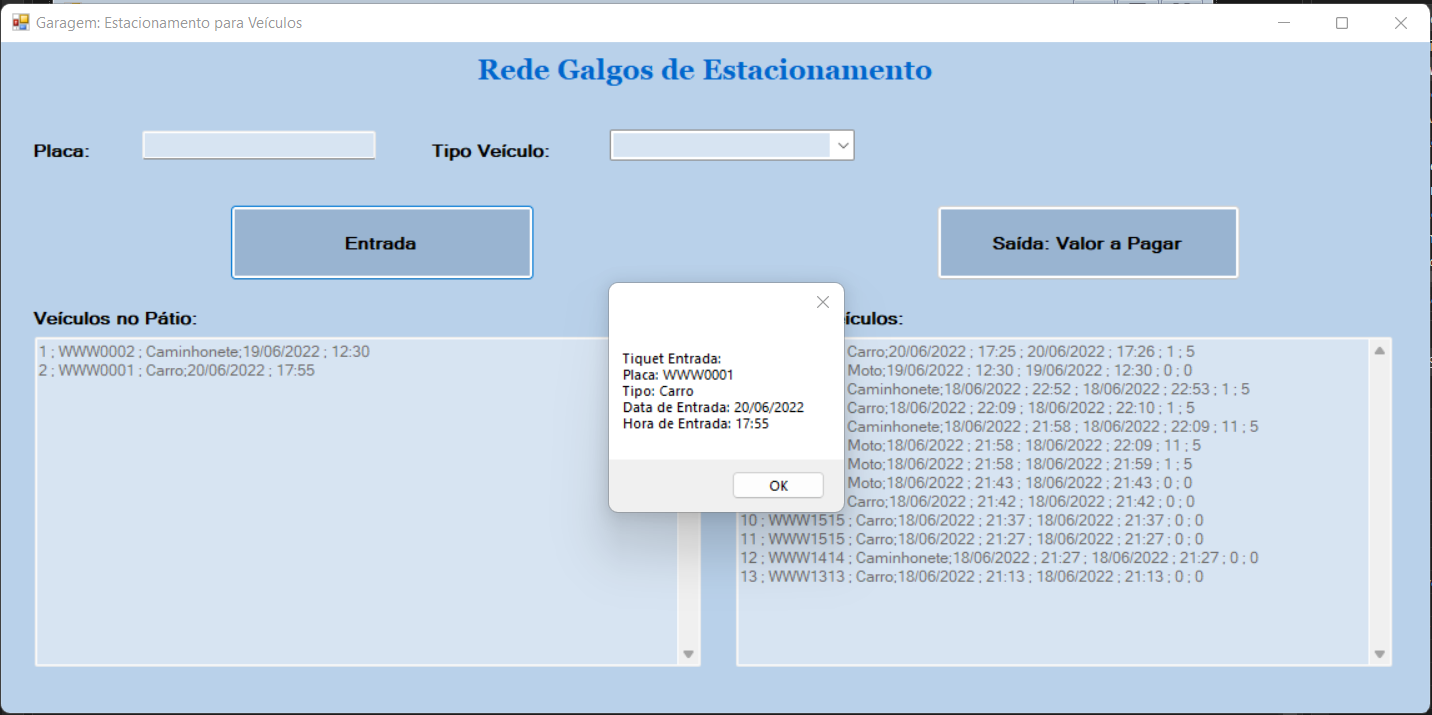 Garagem: Estacionamento para Veículos
Rede Galgos de Estacionamento
Placa:
Tipo Veículo:
Entrada
Saída: Valor a Pagar
Veículos no Pátio:
1 ; WWW0002 ; Caminhonete;19/06/2022 ; 12:30
2 ; WWW0001 ; Carro;20/06/2022 ; 17:55
Tiquet Entrada:
Placa: WWW0001
Tipo: Carro
Data de Entrada: 20/06/2022
Hora de Entrada: 17:55
OK
ículos:
Carro;20/06/2022 ; 17:25 ; 20/06/2022 ; 17:26 ; 1 ; 5
Moto;19/06/2022 ; 12:30 ; 19/06/2022 ; 12:30 ; 0 ; 0
Caminhonete;18/06/2022 ; 22:52 ; 18/06/2022 ; 22:53 ; 1 ; 5
Carro;18/06/2022 ; 22:09 ; 18/06/2022 ; 22:10 ; 1 ; 5
Caminhonete;18/06/2022 ; 21:58 ; 18/06/2022 ; 22:09 ; 11 ; 5
Moto;18/06/2022 ; 21:58 ; 18/06/2022 ; 22:09 ; 11 ; 5
Moto;18/06/2022 ; 21:58 ; 18/06/2022 ; 21:59 ; 1 ; 5
Moto;18/06/2022 ; 21:43 ; 18/06/2022 ; 21:43 ; 0 ; 0
Carro;18/06/2022 ; 21:42 ; 18/06/2022 ; 21:42 ; 0 ; 0
10 ; WWW1515 ; Carro;18/06/2022 ; 21:37 ; 18/06/2022 ; 21:37 ; 0 ; 0
11 ; WWW1515 ; Carro;18/06/2022 ; 21:27 ; 18/06/2022 ; 21:27 ; 0 ; 0
12 ; WWW1414 ; Caminhonete;18/06/2022 ; 21:27 ; 18/06/2022 ; 21:27 ; 0 ; 0
13 ; WWW1313 ; Carro;18/06/2022 ; 21:13 ; 18/06/2022 ; 21:13 ; 0 ; 0